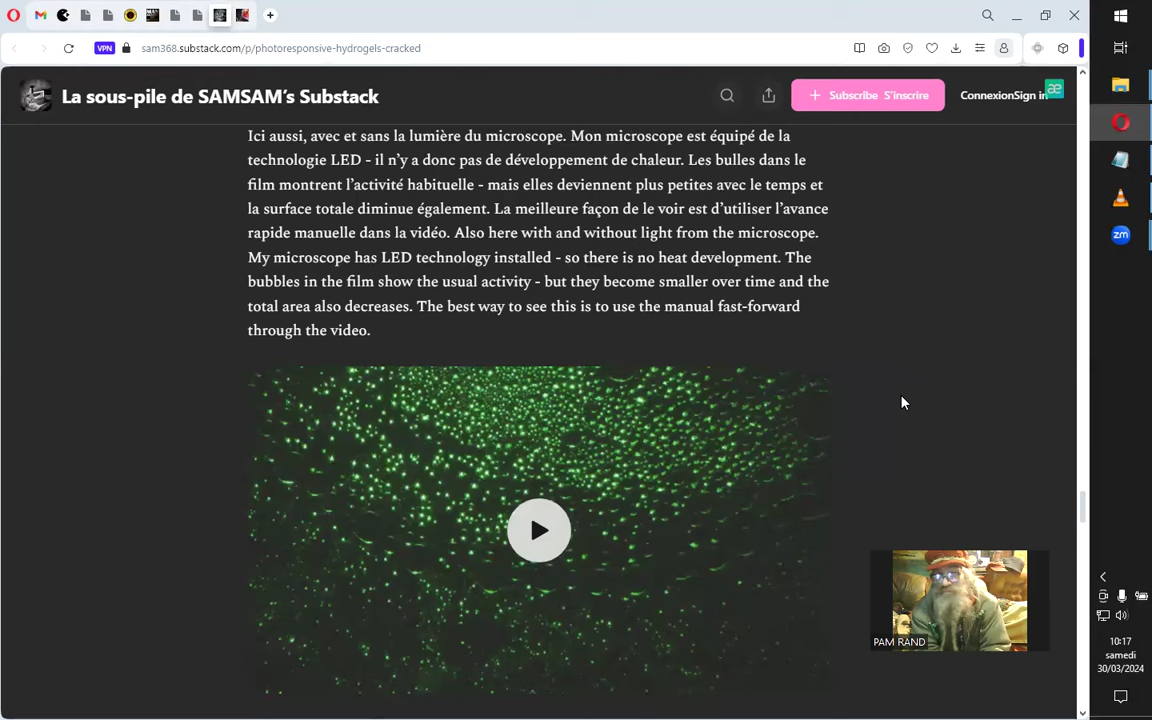 VPN
sam368.substack.com/p/photoresponsive-hydrogels-cracked
La sous-pile de SAMSAM's Substack
+ Subscribe S'inscrire
ConnexionSign in
æ
Ici aussi, avec et sans la lumière du microscope. Mon microscope est équipé de la
technologie LED - il n'y a donc pas de développement de chaleur. Les bulles dans le
film montrent l'activité habituelle - mais elles deviennent plus petites avec le temps et
la surface totale diminue également. La meilleure façon de le voir est d'utiliser l'avance
rapide manuelle dans la vidéo. Also here with and without light from the microscope.
My microscope has LED technology installed - so there is no heat development. The
bubbles in the film show the usual activity - but they become smaller over time and the
total area also decreases. The best way to see this is to use the manual fast-forward
through the video.
PAM RAND
zm
10:17
samedi
30/03/2024